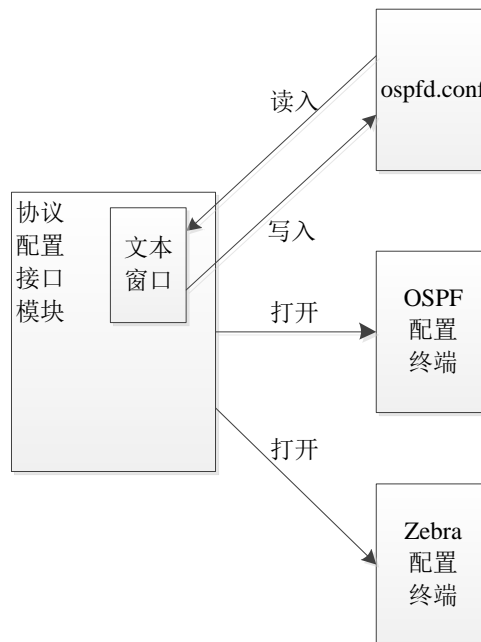 ospfd.conf
读入
协议
配置
接口
模块
文本
窗口
写入
打开
OSPF
配置
终端
打开
Zebra
配置
终端